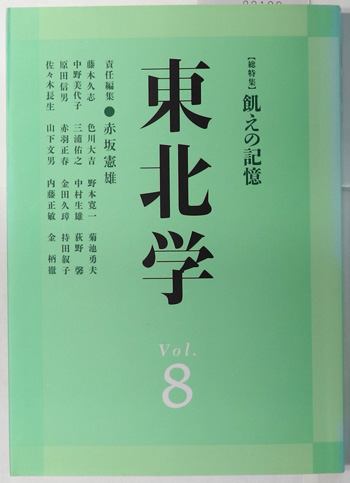 【総特集】飢えの記憶
東北学
Vol.
8
責任編集●赤坂憲雄
藤木久志 色川大吉 野本寛一 菊池勇夫
中野美代子 三浦佑之 中村生雄 荻野 馨
原田信男 赤羽正春 金田久璋 持田叙子
佐々木長生 山下文男 内藤正敏 金 柄徹